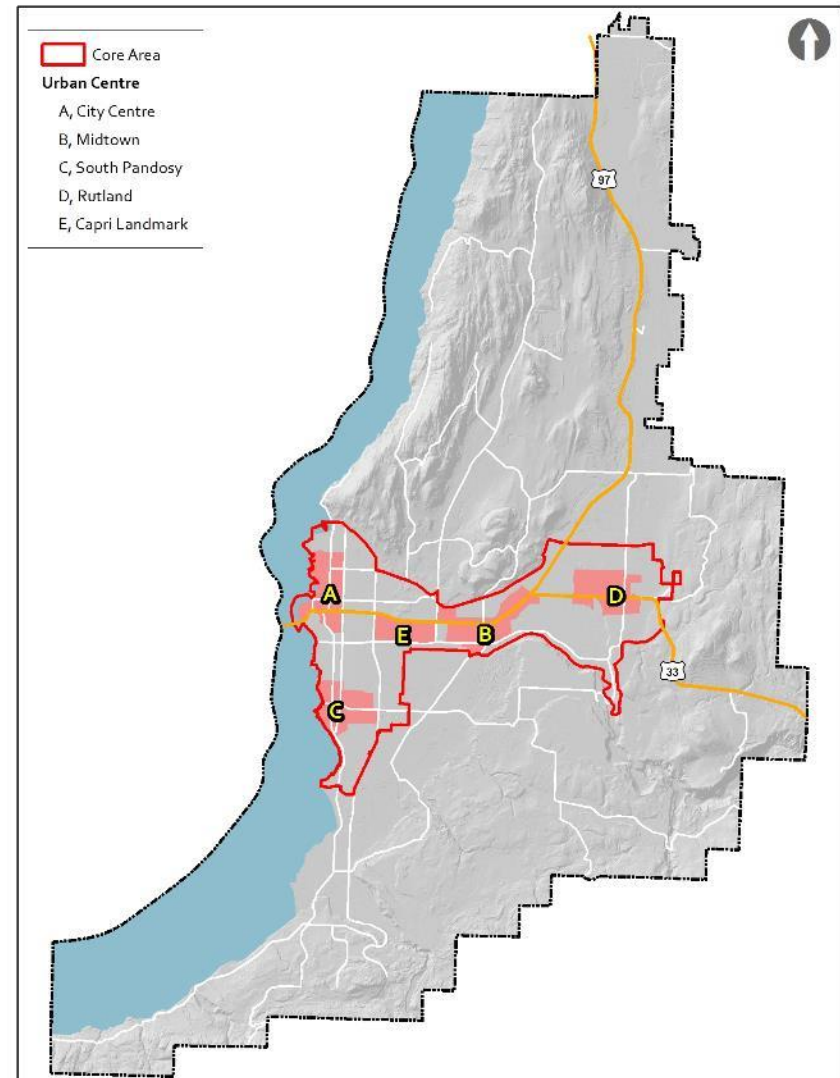 Core Area
Urban Centre
A, City Centre
B, Midtown
C, South Pandosy
D, Rutland
E, Capri Landmark
97
A
D
E
B
33
C